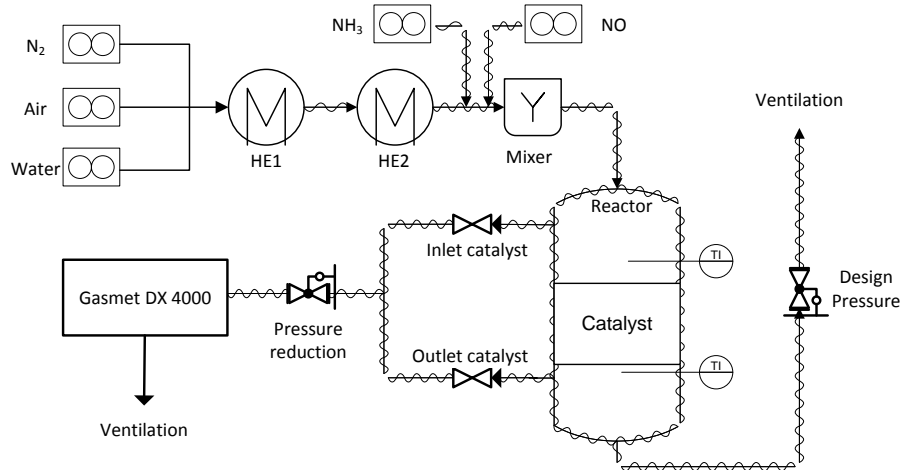 NH₃
NO
N₂
Air
Water
HE1
HE2
Mixer
Ventilation
Reactor
TI
Inlet catalyst
Gasmet DX 4000
Design
Pressure
Catalyst
Pressure
reduction
Outlet catalyst
TI
Ventilation